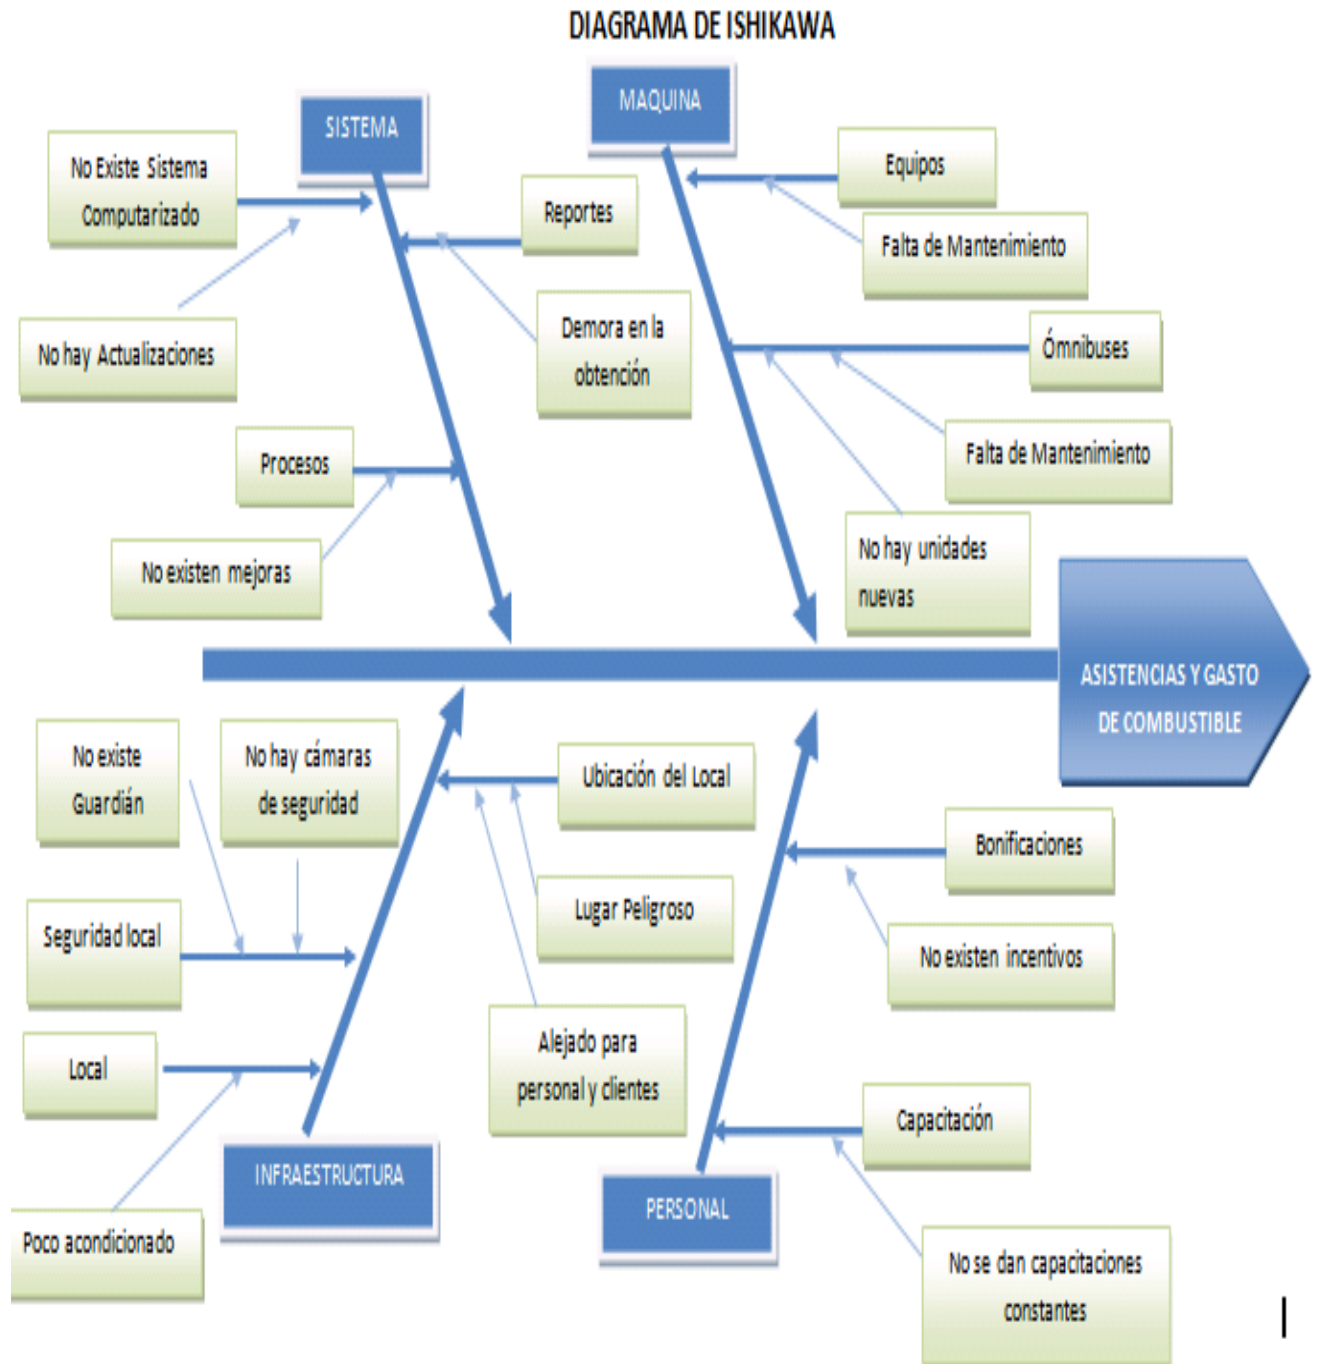 DIAGRAMA DE ISHIKAWA
SISTEMA
MAQUINA
No Existe Sistema
Computarizado
Reportes
Equipos
Falta de Mantenimiento
No hay Actualizaciones
Demora en la
obtención
Ómnibuses
Procesos
Falta de Mantenimiento
No existen mejoras
No hay unidades
nuevas
ASISTENCIAS Y GASTO
DE COMBUSTIBLE
No existe
Guardián
No hay cámaras
de seguridad
Ubicación del Local
Bonificaciones
Seguridad local
Lugar Peligroso
No existen incentivos
Local
Alejado para
personal y clientes
Capacitación
INFRAESTRUCTURA
PERSONAL
Poco acondicionado
No se dan capacitaciones
constantes